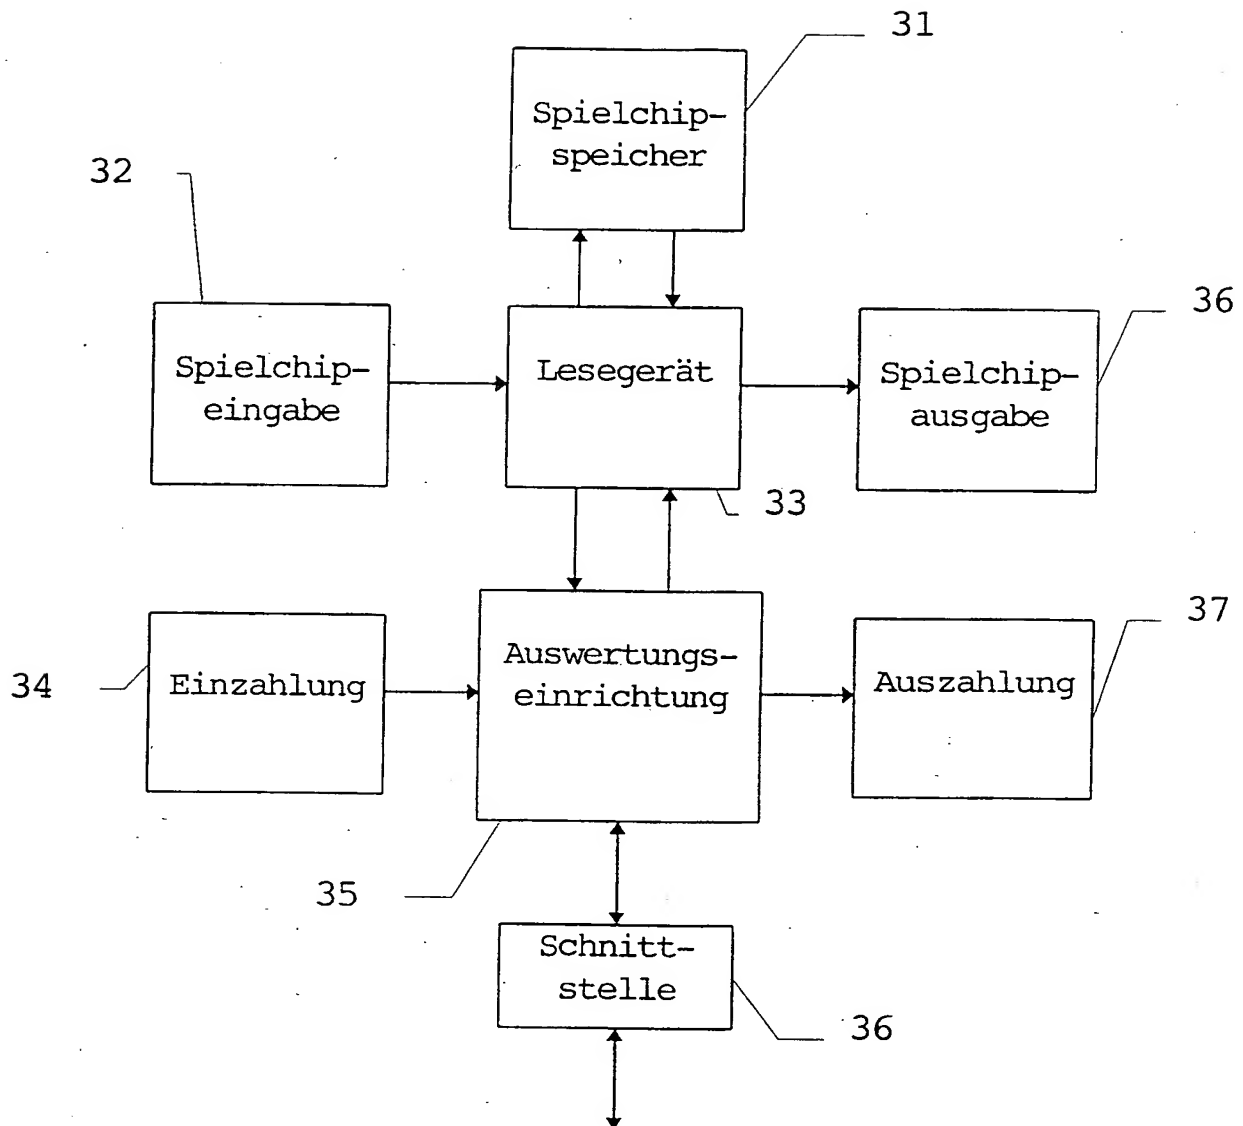 31
Spielchip-
speicher
32
36
Spielchip-
eingabe
Lesegerät
Spielchip-
ausgabe
33
37
34
Einzahlung
Auswertungs-
einrichtung
Auszahlung
35
Schnitt-
stelle
36